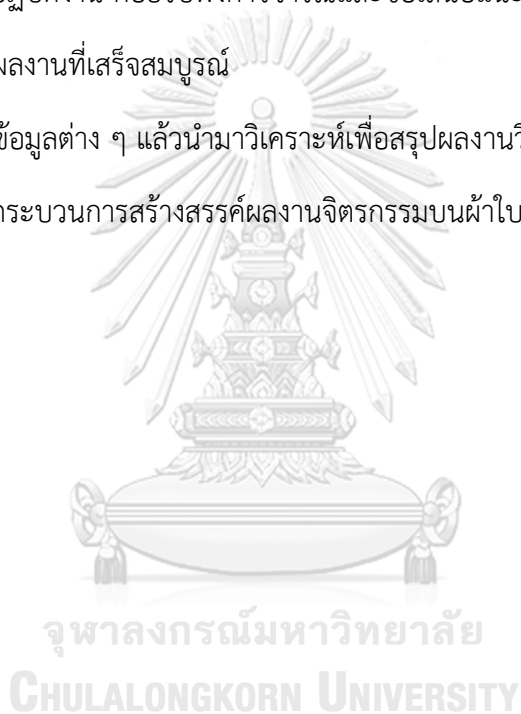 ผลงานที่เสร็จสมบูรณ์
ข้อมูลต่าง ๆ แล้วนำมาวิเคราะห์เพื่อสรุปผลงานวิ
กระบวนการสร้างสรรค์ผลงานจิตรกรรมบนผ้าใบ
จุฬาลงกรณ์มหาวิทยาลัย
CHULALONGKORN UNIVERSITY